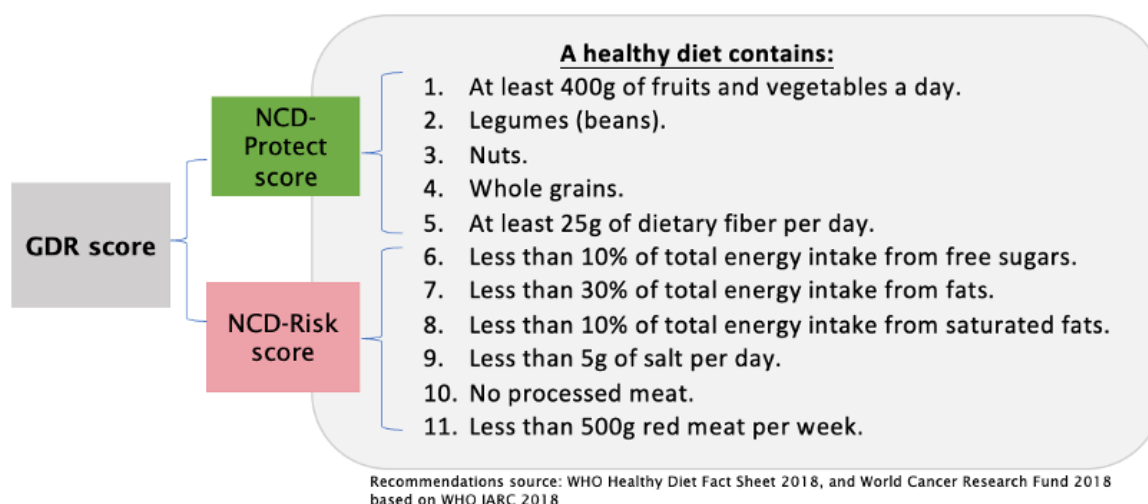 A healthy diet contains:
1. At least 400g of fruits and vegetables a day.
2. Legumes (beans).
3. Nuts.
4. Whole grains.
5. At least 25g of dietary fiber per day.
6. Less than 10% of total energy intake from free sugars.
7. Less than 30% of total energy intake from fats.
8. Less than 10% of total energy intake from saturated fats.
9. Less than 5g of salt per day.
10. No processed meat.
11. Less than 500g red meat per week.
NCD-
Protect
score
GDR score
NCD-Risk
score
Recommendations source: WHO Healthy Diet Fact Sheet 2018, and World Cancer Research Fund 2018
based on WHO IARC 2018